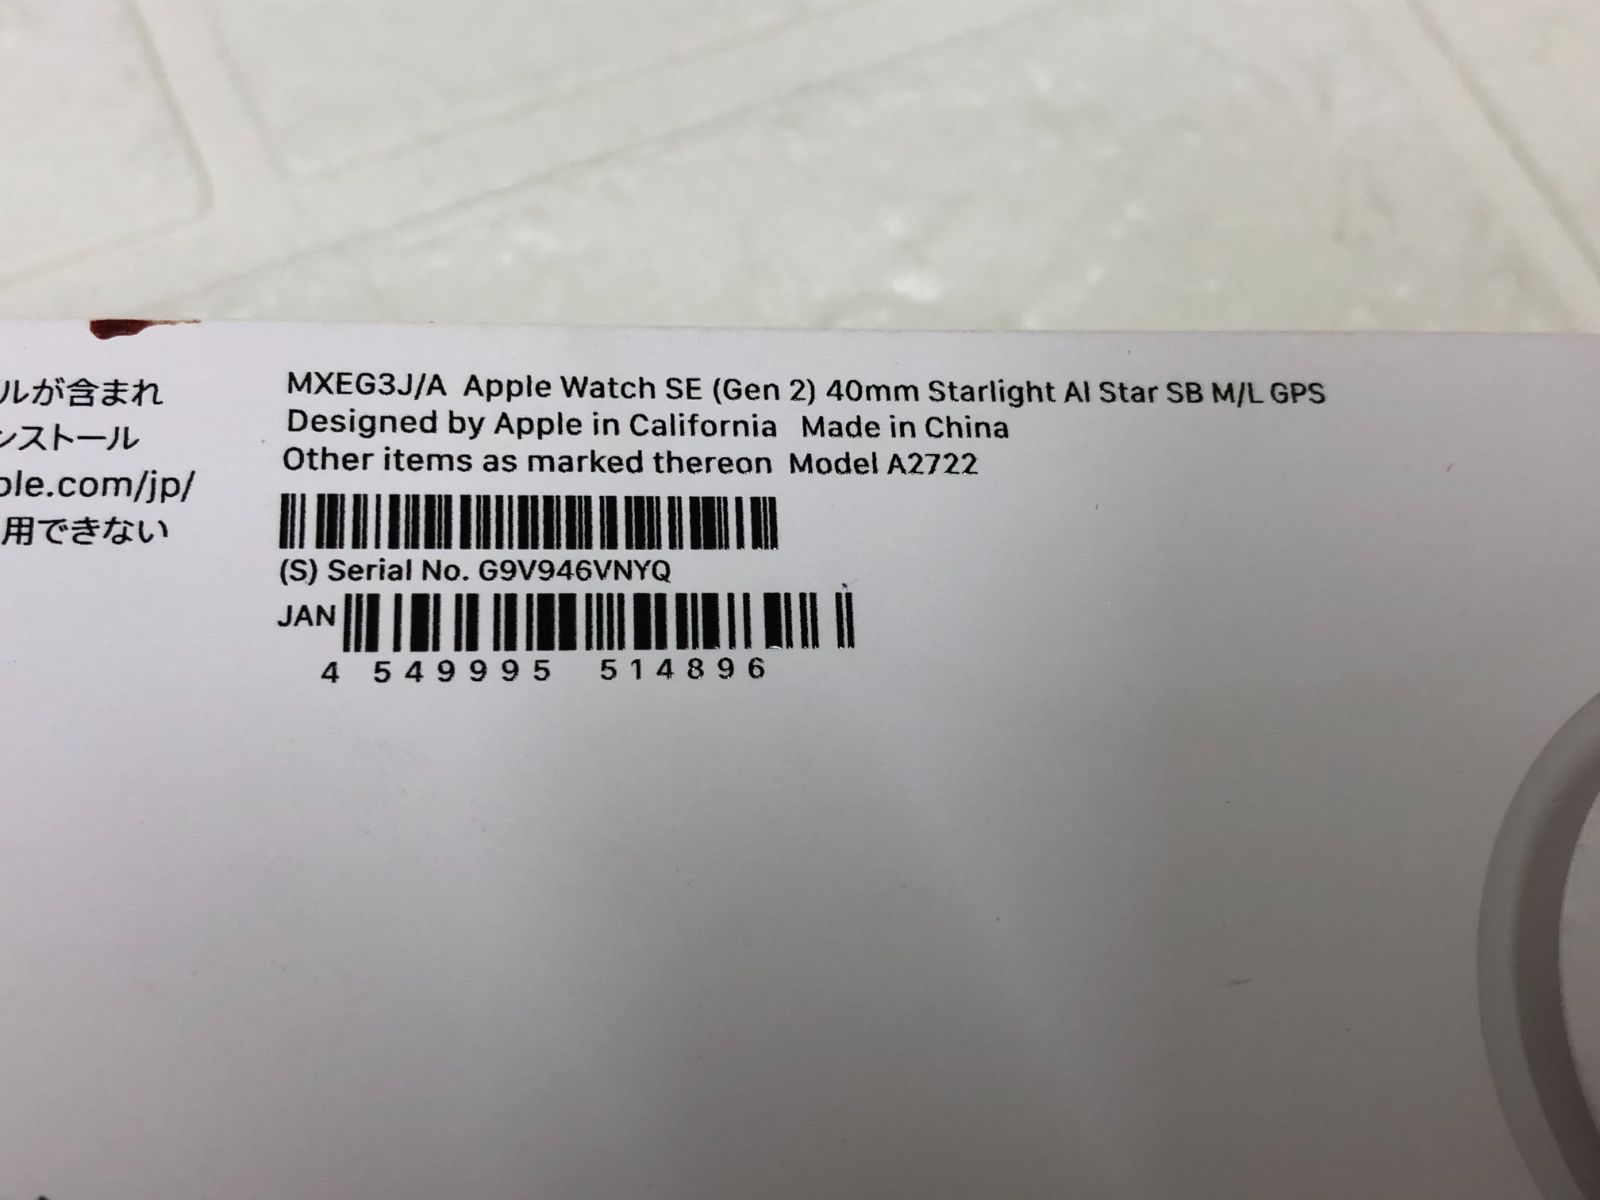 ルが含まれ
ンストール
ple.com/jp/
用できない
MXEG3J/A Apple Watch SE (Gen 2) 40mm Starlight Al Star SB M/L GPS
Designed by Apple in California Made in China
Other items as marked thereon Model A2722
(S) Serial No. G9V946VNYQ
JAN
4 549995 514896